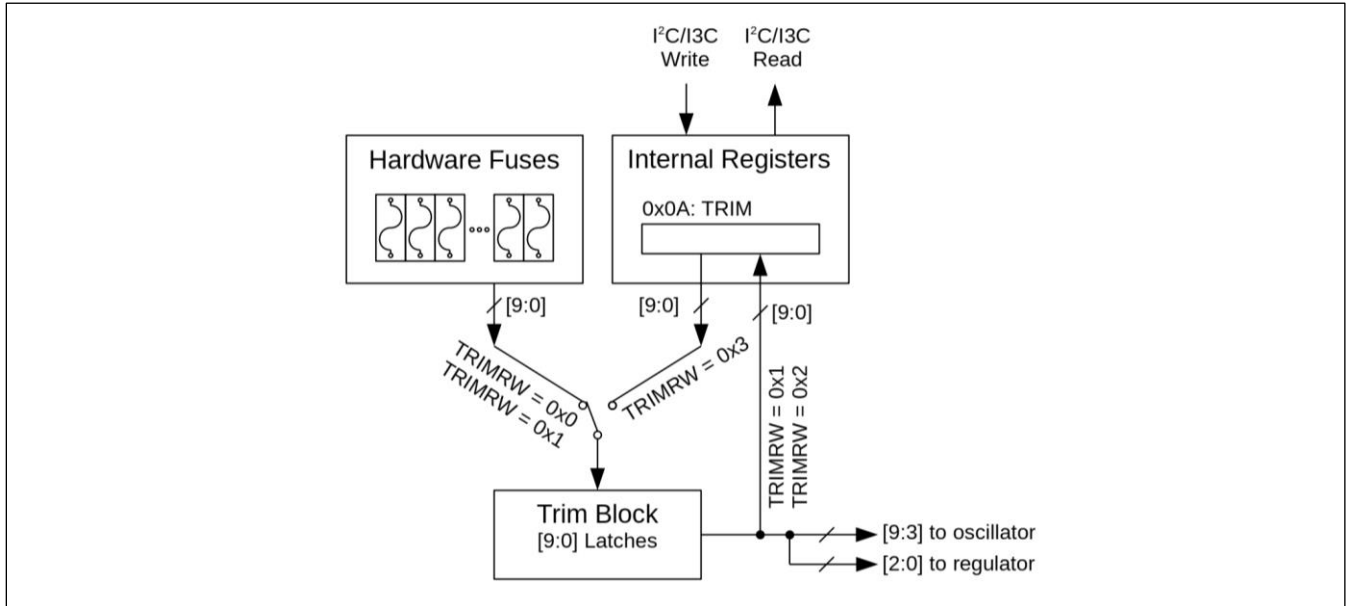 I²C/I3C
Write
I²C/I3C
Read
Hardware Fuses
Internal Registers
0x0A: TRIM
[9:0]
[9:0]
[9:0]
TRIMRW = 0x0
TRIMRW = 0x1
TRIMRW = 0x3
TRIMRW = 0x1
TRIMRW = 0x2
Trim Block
[9:0] Latches
[9:3] to oscillator
[2:0] to regulator